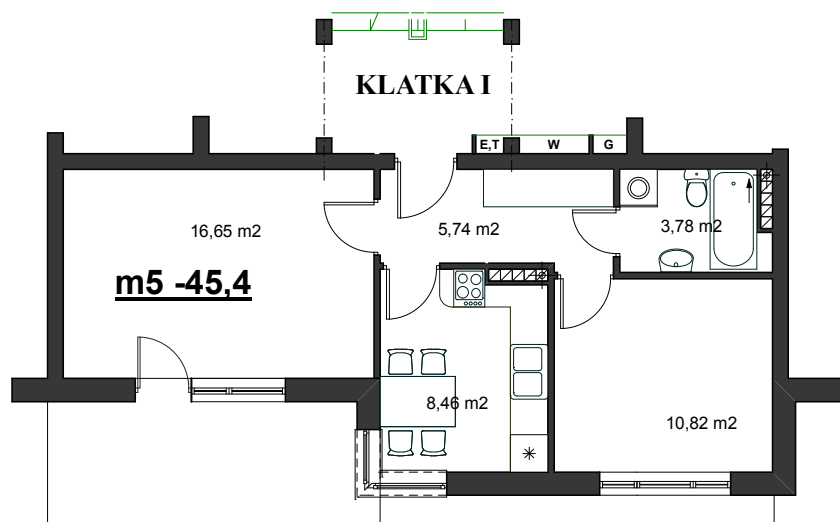 KLATKA I
E,T W G
16,65 m2
5,74 m2
3,78 m2
m5 -45,4
8,46 m2
10,82 m2